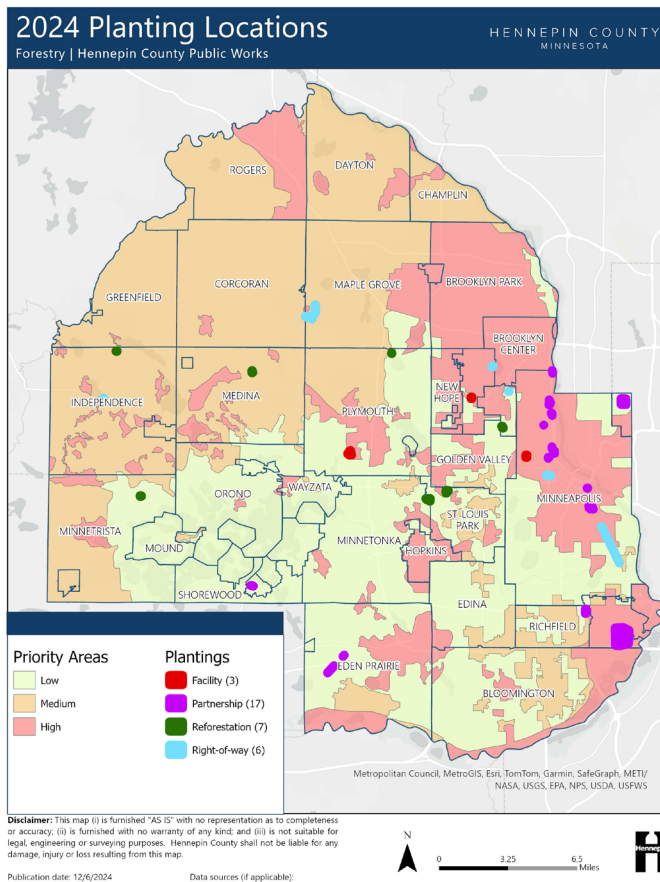 2024 Planting Locations
Forestry | Hennepin County Public Works
HENNEPIN COUNTY
MINNESOTA
ROGERS
DAYTON
CHAMPLIN
GREENFIELD
CORCORAN
MAPLE GROVE
BROOKLYN PARK
BROOKLYN
CENTER
INDEPENDENCE
MEDINA
PLYMOUTH
NEW
HOPE
GOLDEN VALLEY
MINNEAPOLIS
ORONO
WAYZATA
MINNETRISTA
MOUND
MINNETONKA
ST LOUIS
PARK
HOPKINS
SHOREWOOD
EDINA
RICHFIELD
EDEN PRAIRIE
BLOOMINGTON
Priority Areas
Low
Medium
High
Plantings
Facility (3)
Partnership (17)
Reforestation (7)
Right-of-way (6)
Metropolitan Council, MetroGIS, Esri, TomTom, Garmin, SafeGraph, METI/
NASA, USGS, EPA, NPS, USDA, USFWS
Disclaimer: This map (i) is furnished "AS IS" with no representation as to completeness
or accuracy; (ii) is furnished with no warranty of any kind; and (iii) is not suitable for
legal, engineering or surveying purposes. Hennepin County shall not be liable for any
damage, injury or loss resulting from this map.
Publication date: 12/6/2024
Data sources (if applicable):
N
0 3.25 6.5
Miles
Hennepin